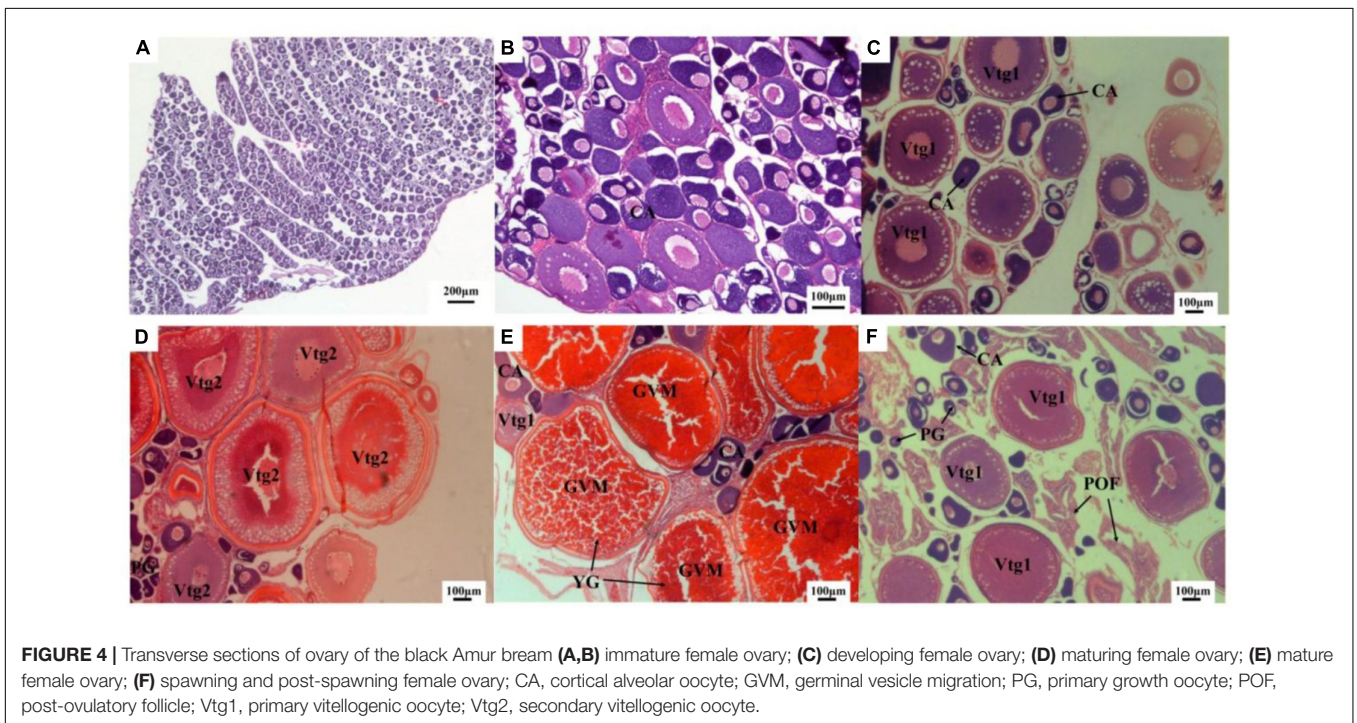 A
200μm
B
CA
100μm
C
Vtg1
CA
Vtg1
CA
Vtg1
100μm
D
Vtg2
Vtg2
Vtg2
Vtg2
PG
Vtg2
100μm
E
CA
GVM
Vtg1
CA
GVM
GVM
YG
GVM
100μm
F
CA
Vtg1
PG
Vtg1
POF
Vtg1
100μm
FIGURE 4 | Transverse sections of ovary of the black Amur bream (A,B) immature female ovary; (C) developing female ovary; (D) maturing female ovary; (E) mature
female ovary; (F) spawning and post-spawning female ovary; CA, cortical alveolar oocyte; GVM, germinal vesicle migration; PG, primary growth oocyte; POF,
post-ovulatory follicle; Vtg1, primary vitellogenic oocyte; Vtg2, secondary vitellogenic oocyte.